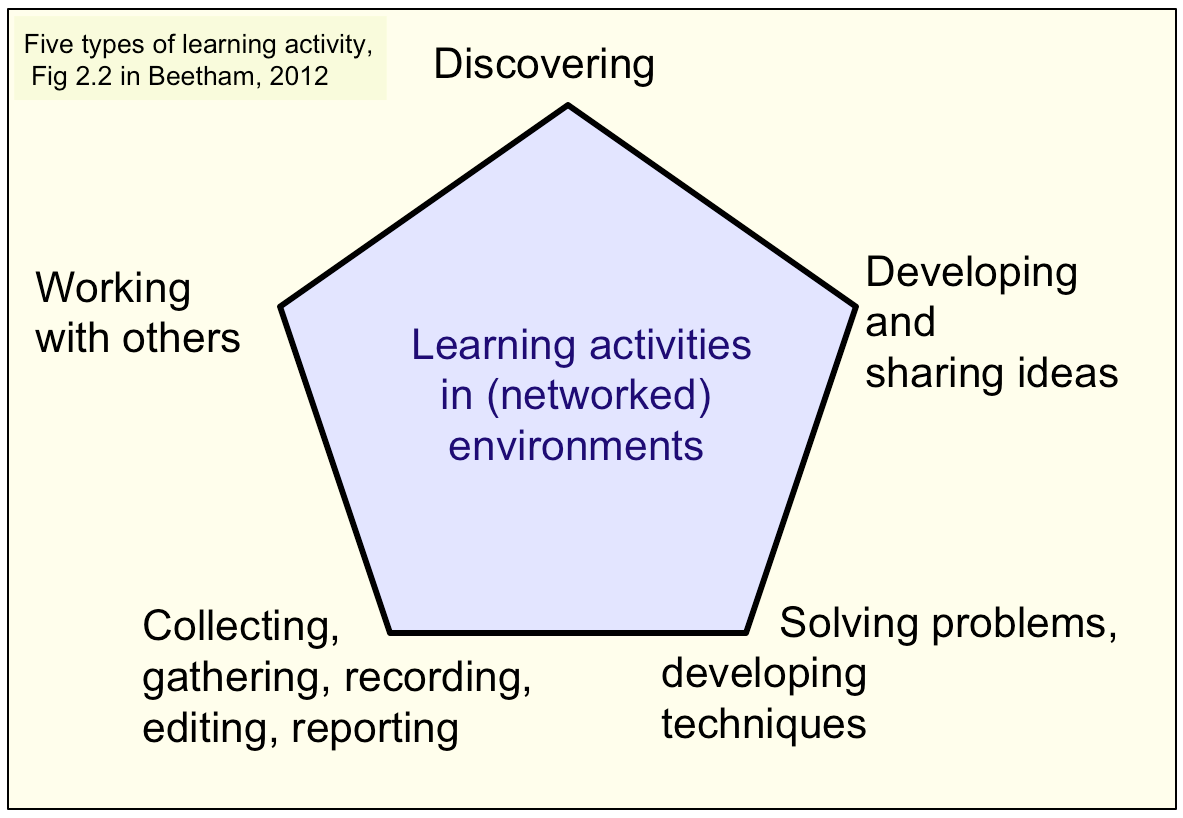 Five types of learning activity,
Fig 2.2 in Beetham, 2012
Discovering
Working
with others
Developing
and
sharing ideas
Learning activities
in (networked)
environments
Collecting,
gathering, recording,
editing, reporting
Solving problems,
developing
techniques